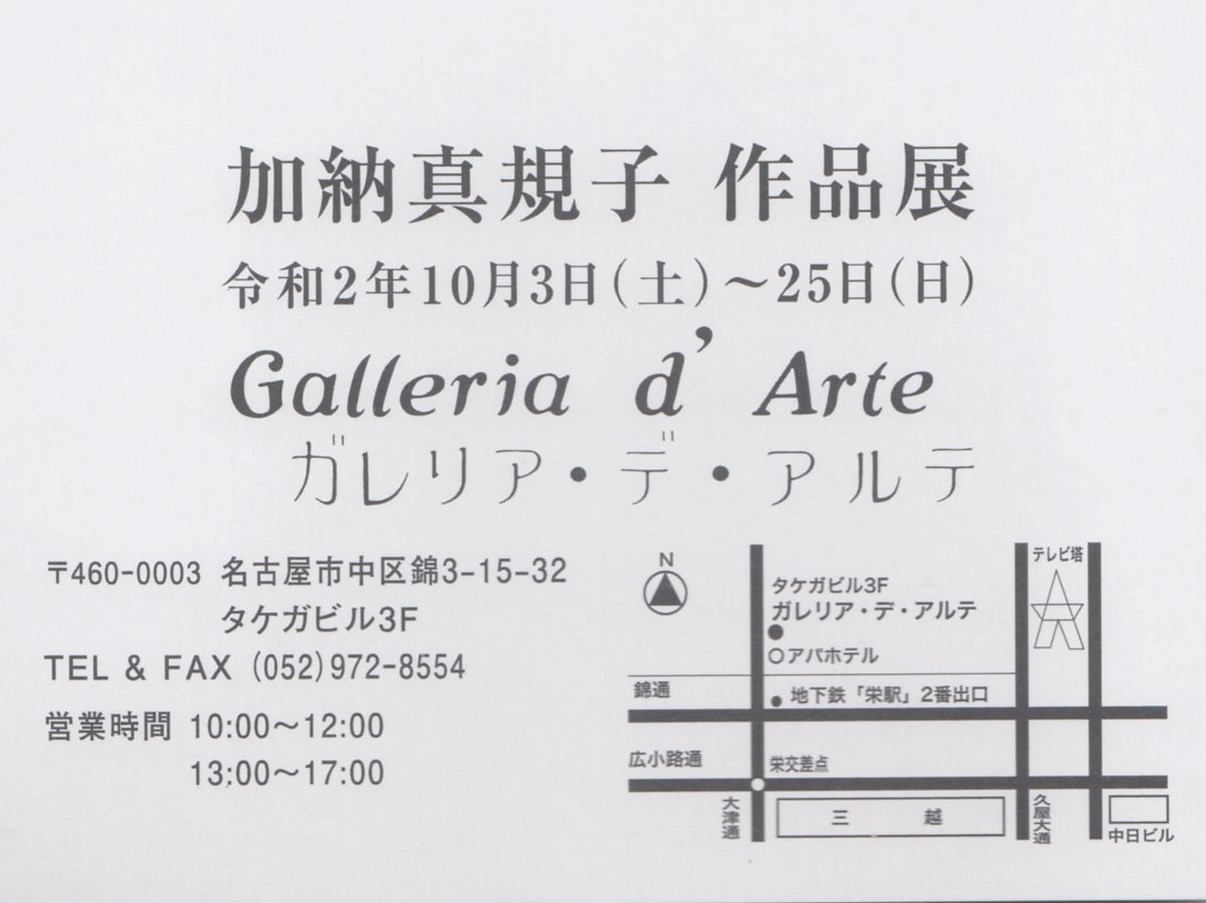 加納真規子 作品展
令和2年10月3日(土)～25日(日)
Galleria d' Arte
ガレリア・デ・アルテ
〒460-0003 名古屋市中区錦3-15-32
タケガビル3F
TEL & FAX (052)972-8554
営業時間 10:00～12:00
13:00～17:00
N
タケガビル3F
ガレリア・デ・アルテ
アパホテル
テレビ塔
錦通
地下鉄「栄駅」2番出口
広小路通
栄交差点
大津通
三越
久屋大通
中日ビル